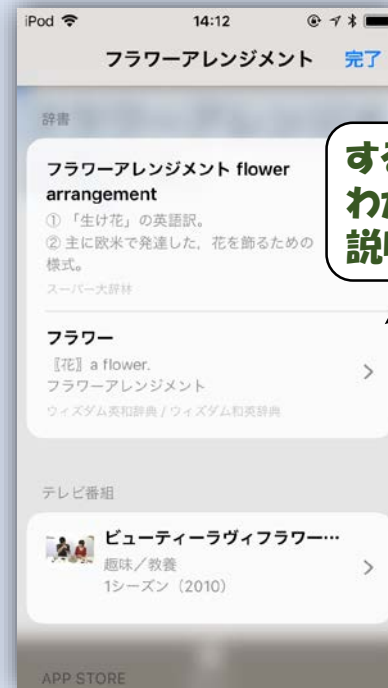 iPod 14:12
フラワーアレンジメント 完了
辞書
フラワーアレンジメント flower
arrangement
① 「生け花」の英語訳。
② 主に欧米で発達した，花を飾るための
様式。
スーパー大辞林
フラワー
〖花〗 a flower.
フラワーアレンジメント
ウィズダム英和辞典 / ウィズダム和英辞典
テレビ番組
ビューティーラヴィフラワー…
趣味／教養
1シーズン（2010）
APP STORE
する
わか
説明